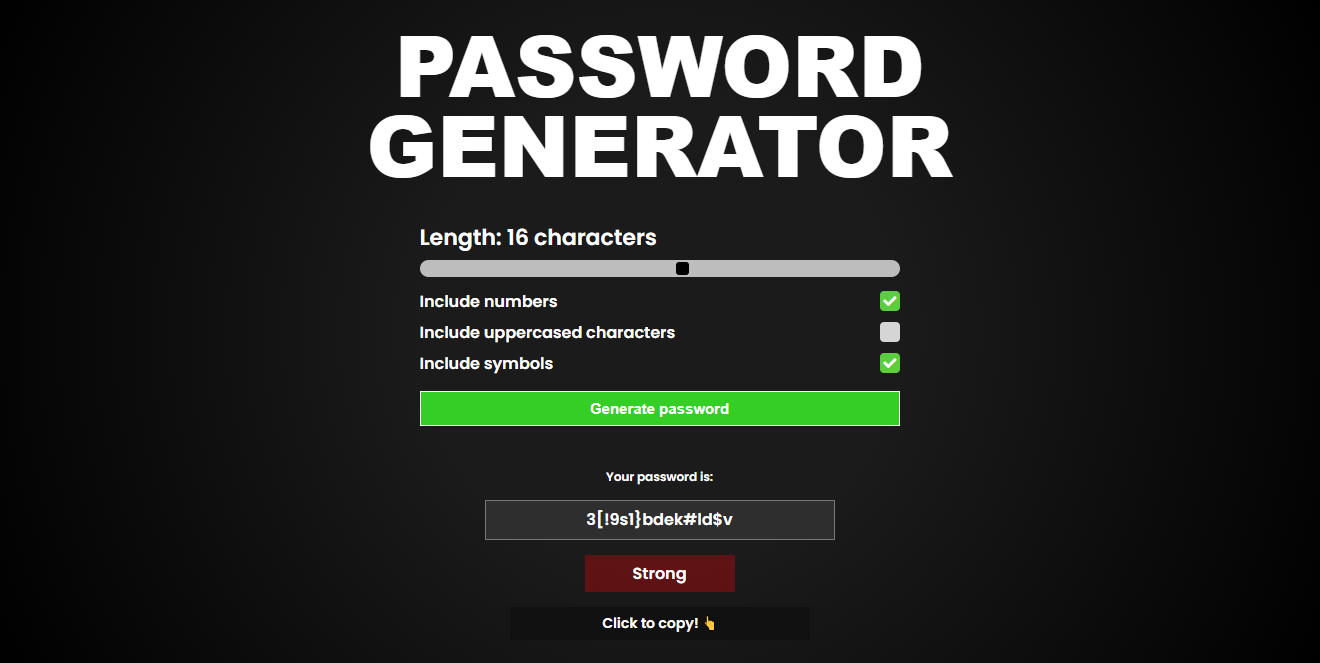 PASSWORD
GENERATOR
Length: 16 characters
Include numbers
Include uppercased characters
Include symbols
Generate password
Your password is:
3[!9s1}bdek#ld$v
Strong
Click to copy! 👆